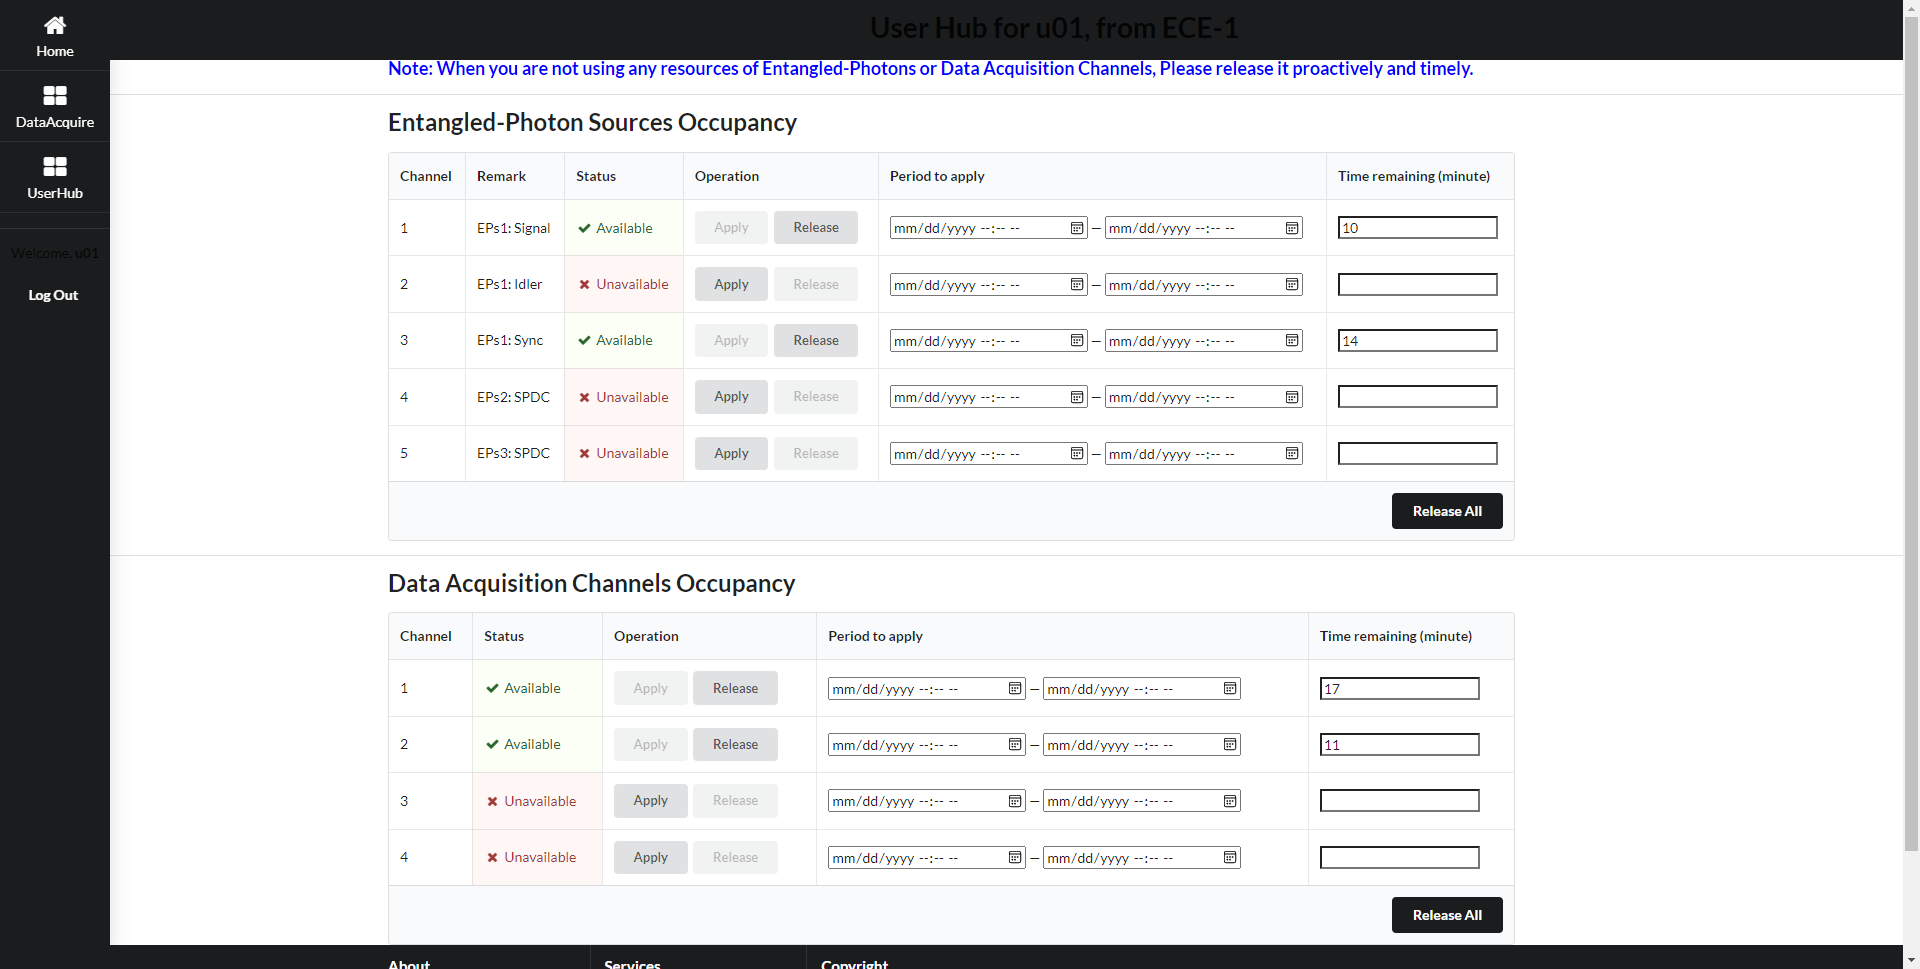 User Hub for u01, from ECE-1
Home
DataAcquire
UserHub
Welcome, u01
Log Out
Note: When you are not using any resources of Entangled-Photons or Data Acquisition Channels, Please release it proactively and timely.
Entangled-Photon Sources Occupancy
Channel Remark Status Operation Period to apply Time remaining (minute)
1 EPs1: Signal Available Apply Release mm/dd/yyyy --:-- -- – mm/dd/yyyy --:-- -- 10
2 EPs1: Idler Unavailable Apply Release mm/dd/yyyy --:-- -- – mm/dd/yyyy --:-- --
3 EPs1: Sync Available Apply Release mm/dd/yyyy --:-- -- – mm/dd/yyyy --:-- -- 14
4 EPs2: SPDC Unavailable Apply Release mm/dd/yyyy --:-- -- – mm/dd/yyyy --:-- --
5 EPs3: SPDC Unavailable Apply Release mm/dd/yyyy --:-- -- – mm/dd/yyyy --:-- --
Release All
Data Acquisition Channels Occupancy
Channel Status Operation Period to apply Time remaining (minute)
1 Available Apply Release mm/dd/yyyy --:-- -- – mm/dd/yyyy --:-- -- 17
2 Available Apply Release mm/dd/yyyy --:-- -- – mm/dd/yyyy --:-- -- 11
3 Unavailable Apply Release mm/dd/yyyy --:-- -- – mm/dd/yyyy --:-- --
4 Unavailable Apply Release mm/dd/yyyy --:-- -- – mm/dd/yyyy --:-- --
Release All
About Services Copyright